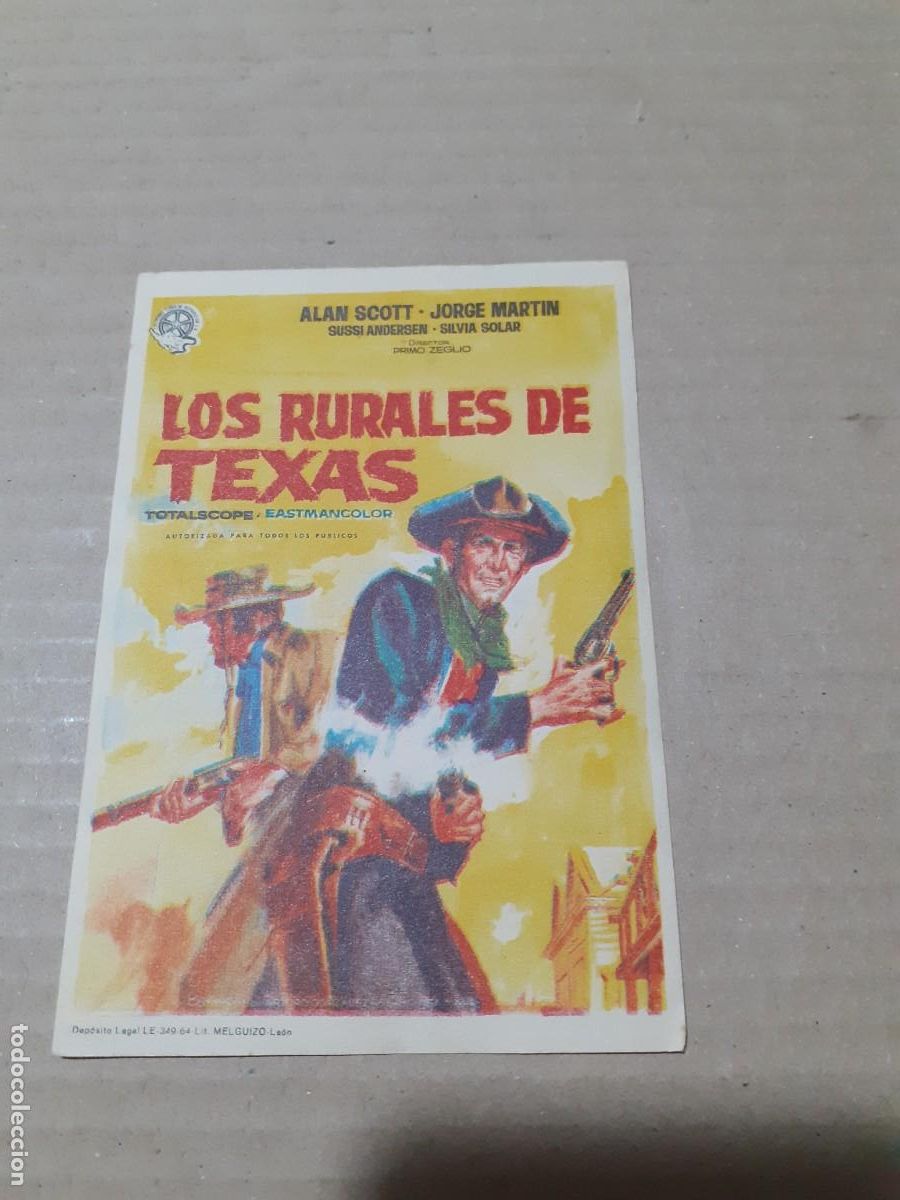 ALAN SCOTT · JORGE MARTIN
SUSSI ANDERSEN · SILVIA SOLAR
Director
PRIMO ZEGLIO
LOS RURALES DE
TEXAS
TOTALSCOPE · EASTMANCOLOR
AUTORIZADA PARA TODOS LOS PUBLICOS
Depósito Legal LE-349-64-Lit. MELGUIZO-León
todocoleccion.net